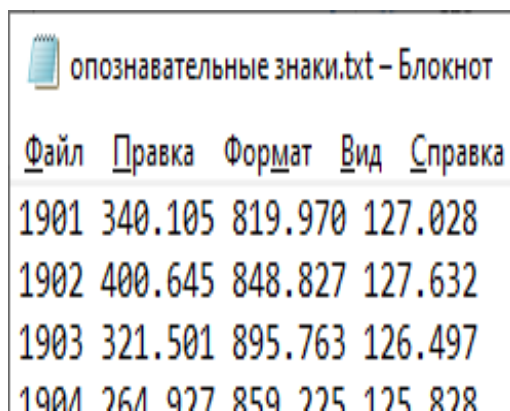 опознавательные знаки.txt – Блокнот
Файл Правка Формат Вид Справка
1901 340.105 819.970 127.028
1902 400.645 848.827 127.632
1903 321.501 895.763 126.497
1904 264.927 859.225 125.828